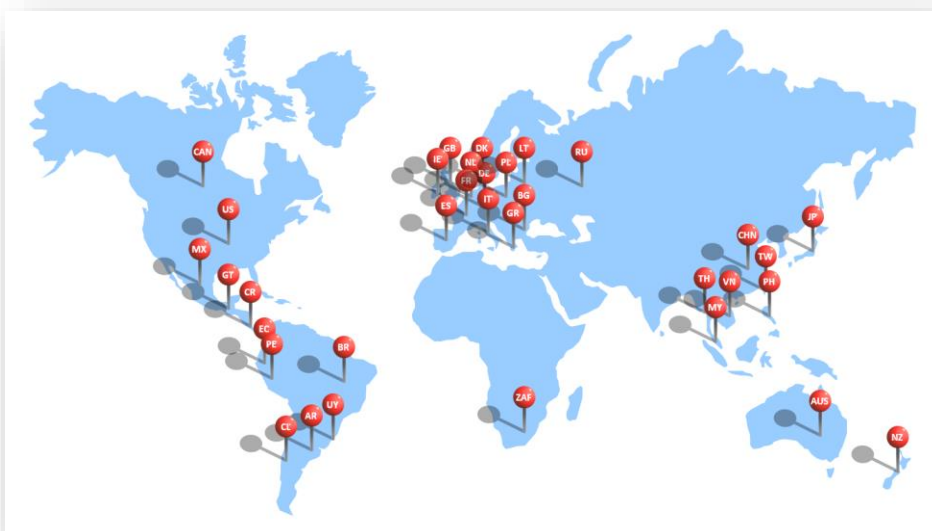 CAN
US
MX
GT
CR
EC
PE
BR
UY
AR
CL
GB
IE
DK
NL
DE
FR
PL
LT
RU
ES
IT
BG
GR
ZAF
JP
CHN
TW
TH
VN
PH
MY
AUS
NZ